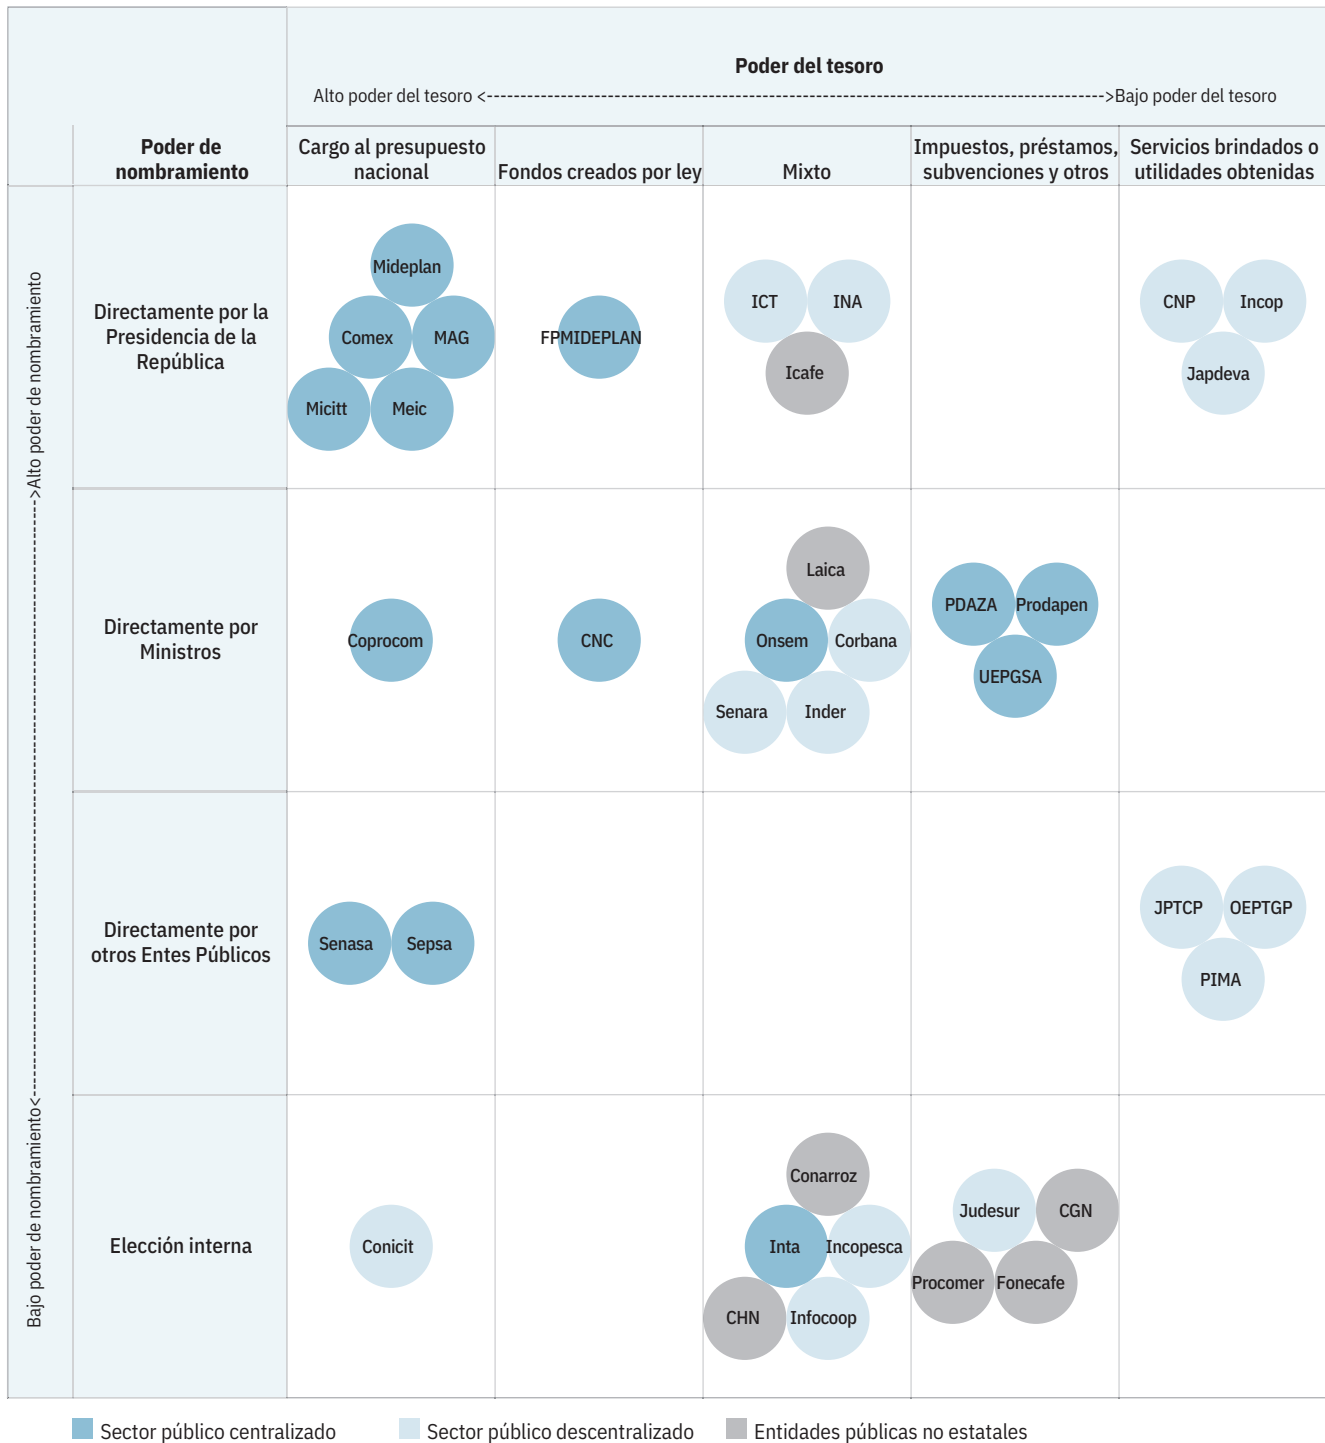 Poder del tesoro
Alto poder del tesoro <-------------------------------------------------------------------------------------->Bajo poder del tesoro
Poder de
nombramiento
Cargo al presupuesto
nacional
Fondos creados por ley
Mixto
Impuestos, préstamos,
subvenciones y otros
Servicios brindados o
utilidades obtenidas
Bajo poder de nombramiento<-------------------------------------------------------------------------------------->Alto poder de nombramiento
Directamente por la
Presidencia de la
República
Mideplan
Comex
MAG
Micitt
Meic
FPMIDEPLAN
ICT
INA
Icafe
CNP
Incop
Japdeva
Directamente por
Ministros
Coprocom
CNC
Laica
Onsem
Corbana
Senara
Inder
PDAZA
Prodapen
UEPGSA
Directamente por
otros Entes Públicos
Senasa
Sepsa
JPTCP
OEPTGP
PIMA
Elección interna
Conicit
Conarroz
Inta
Incopesca
CHN
Infocoop
Judesur
CGN
Procomer
Fonecafe
Sector público centralizado
Sector público descentralizado
Entidades públicas no estatales